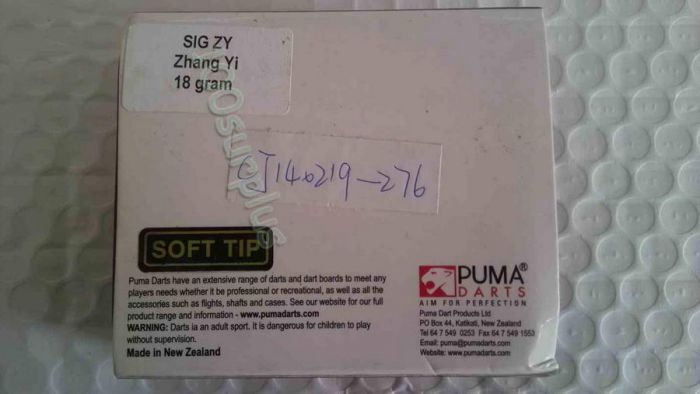 SIG ZY
Zhang Yi
18 gram
CJ140219-276
SOFT TIP
Puma Darts have an extensive range of darts and dart boards to meet any
players needs whether it be professional or recreational, as well as all the
accessories such as flights, shafts and cases. See our website for our full
product range and information - www.pumadarts.com
WARNING: Darts ia an adult sport. It is dangerous for children to play
without supervision.
Made in New Zealand
PUMA®
DARTS
AIM FOR PERFECTION
Puma Dart Products Ltd
PO Box 44, Katikati, New Zealand
Tel 64 7 549 0253 Fax 64 7 549 1553
Email: puma@pumadarts.com
Website: www.pumadarts.com